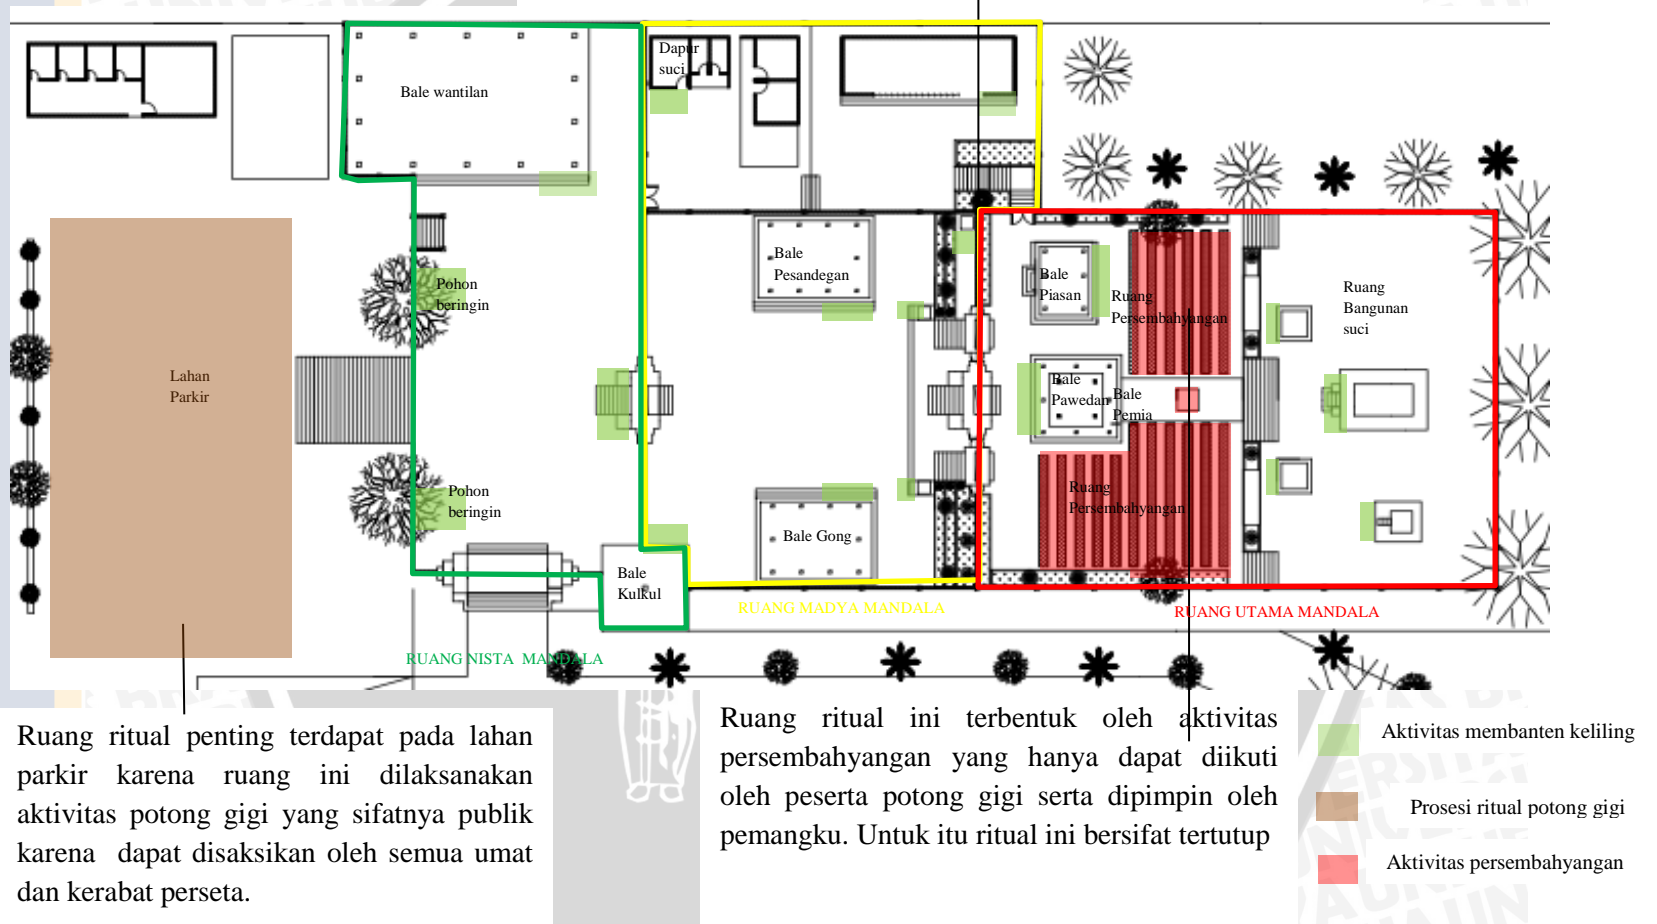 Dapur
suci
Bale wantilan
Bale
Pesandegan
Bale
Piasan
Ruang
Persembahyangan
Ruang
Bangunan
suci
Pohon
beringin
Lahan
Parkir
Bale
Pawedan
Bale
Pemia
Pohon
beringin
Ruang
Persembahyangan
Bale Gong
Bale
Kulkul
RUANG MADYA MANDALA
RUANG UTAMA MANDALA
RUANG NISTA MANDALA
Ruang ritual penting terdapat pada lahan
parkir karena ruang ini dilaksanakan
aktivitas potong gigi yang sifatnya publik
karena dapat disaksikan oleh semua umat
dan kerabat perseta.
Ruang ritual ini terbentuk oleh aktivitas
persembahyangan yang hanya dapat diikuti
oleh peserta potong gigi serta dipimpin oleh
pemangku. Untuk itu ritual ini bersifat tertutup
Aktivitas membanten keliling
Prosesi ritual potong gigi
Aktivitas persembahyangan